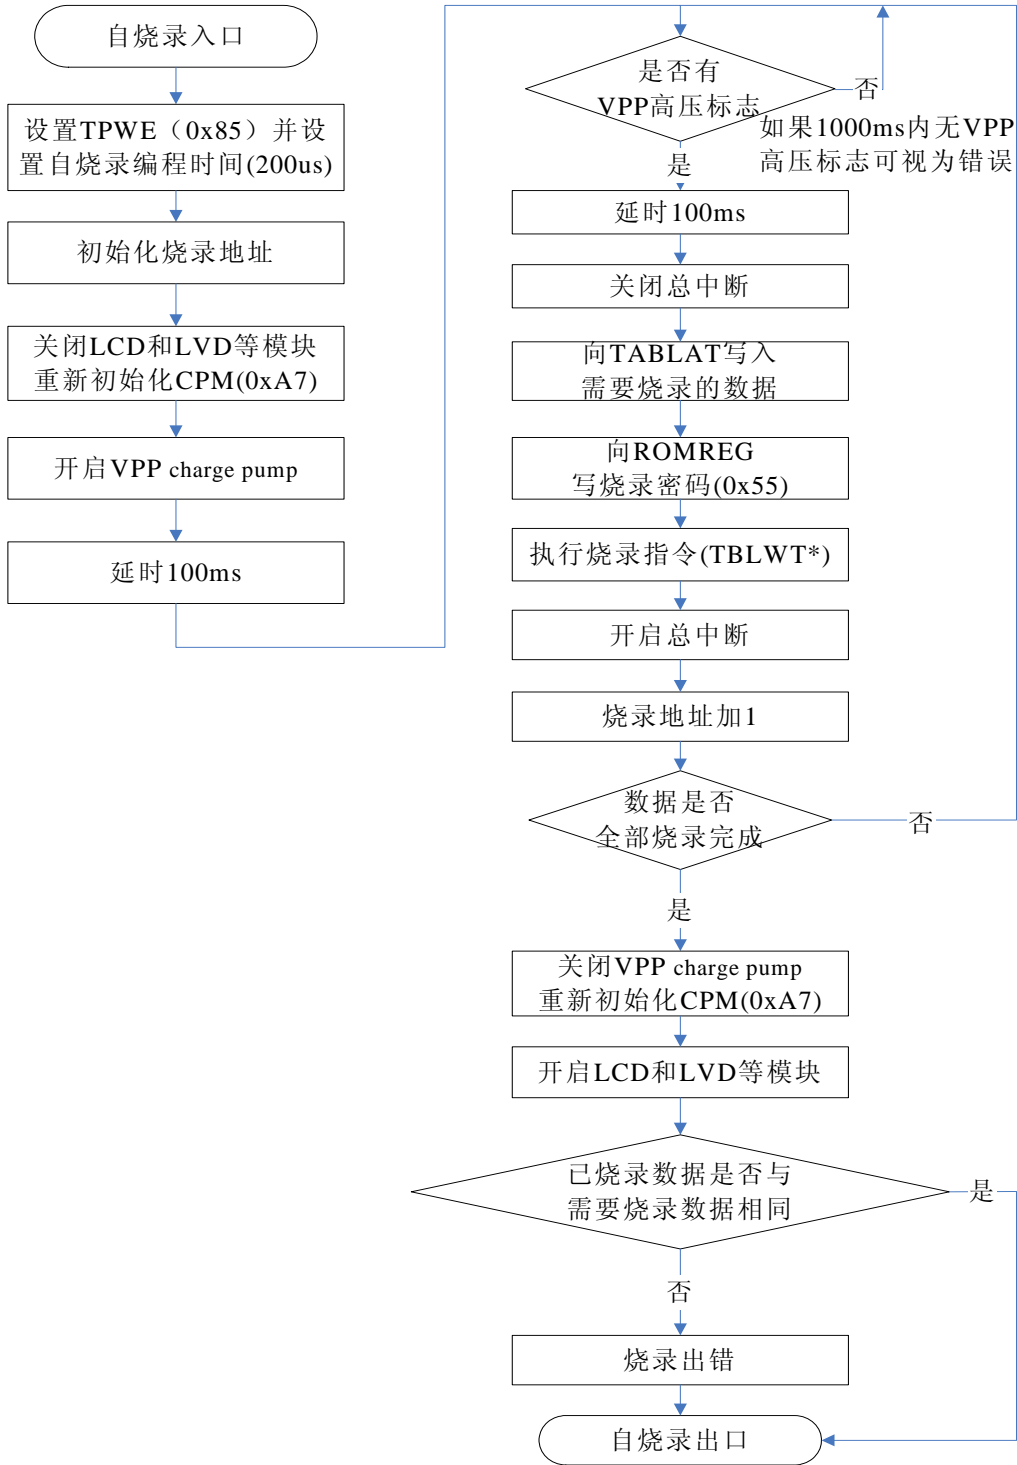 自烧录入口
设置TPWE（0x85）并设
置自烧录编程时间(200us)
初始化烧录地址
关闭LCD和LVD等模块
重新初始化CPM(0xA7)
开启VPP charge pump
延时100ms
是否有
VPP高压标志
否
如果1000ms内无VPP
高压标志可视为错误
是
延时100ms
关闭总中断
向TABLAT写入
需要烧录的数据
向ROMREG
写烧录密码(0x55)
执行烧录指令(TBLWT*)
开启总中断
烧录地址加1
数据是否
全部烧录完成
否
是
关闭VPP charge pump
重新初始化CPM(0xA7)
开启LCD和LVD等模块
已烧录数据是否与
需要烧录数据相同
是
否
烧录出错
自烧录出口